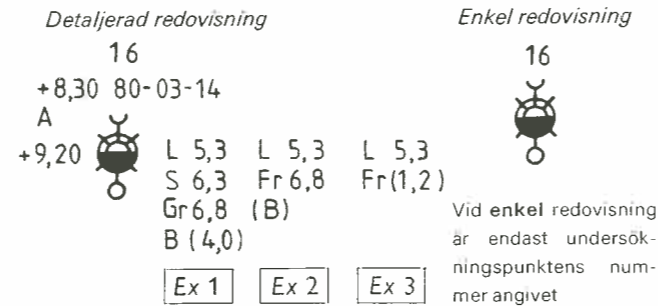 Detaljerad redovisning
16
+8,30 80-03-14
A
+9,20
L 5,3 L 5,3 L 5,3
S 6,3 Fr 6,8 Fr(1,2)
Gr 6,8 (B)
B (4,0)
Ex 1 Ex 2 Ex 3
Enkel redovisning
16
Vid enkel redovisning
är endast undersök-
ningspunktens num-
mer angivet